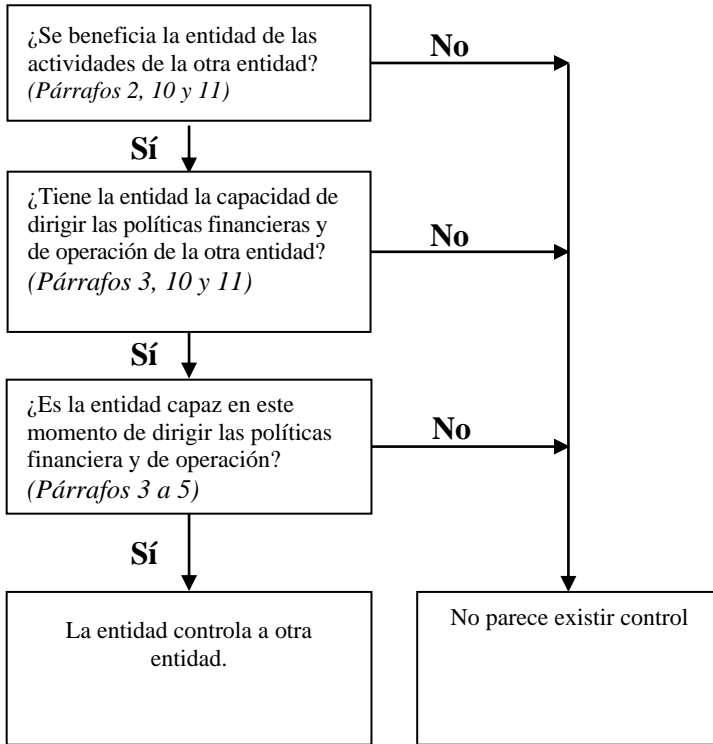 ¿Se beneficia la entidad de las
actividades de la otra entidad?
(Párrafos 2, 10 y 11)
No
Sí
¿Tiene la entidad la capacidad de
dirigir las políticas financieras y
de operación de la otra entidad?
(Párrafos 3, 10 y 11)
No
Sí
¿Es la entidad capaz en este
momento de dirigir las políticas
financiera y de operación?
(Párrafos 3 a 5)
No
Sí
La entidad controla a otra
entidad.
No parece existir control